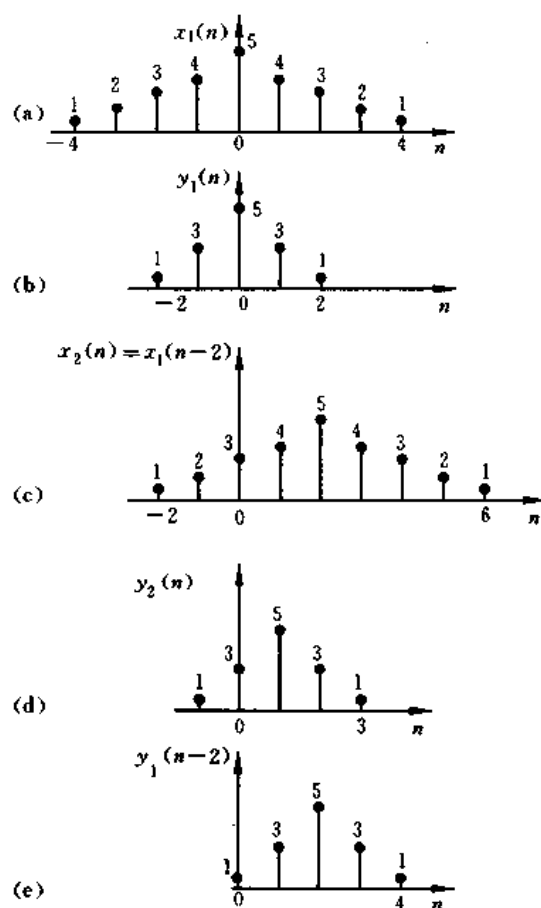 x₁(n)
5
4 4
3 3
2 2
1 1
(a)
-4 0 4 n
y₁(n)
5
3 3
1 1
(b)
-2 0 2 n
x₂(n)=x₁(n-2)
5
4 4
3 3
2 2
1 1
(c)
-2 0 6 n
y₂(n)
5
3 3
1 1
(d)
0 3 n
y₁(n-2)
5
3 3
1 1
(e)
0 4 n